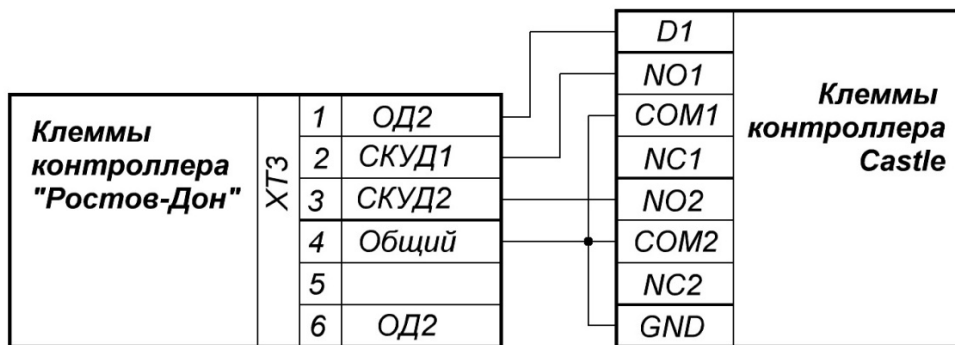 Клеммы
контроллера
"Ростов-Дон"
XT3
1 ОД2
2 СКУД1
3 СКУД2
4 Общий
5
6 ОД2
D1
NO1
COM1
NC1
NO2
COM2
NC2
GND
Клеммы
контроллера
Castle